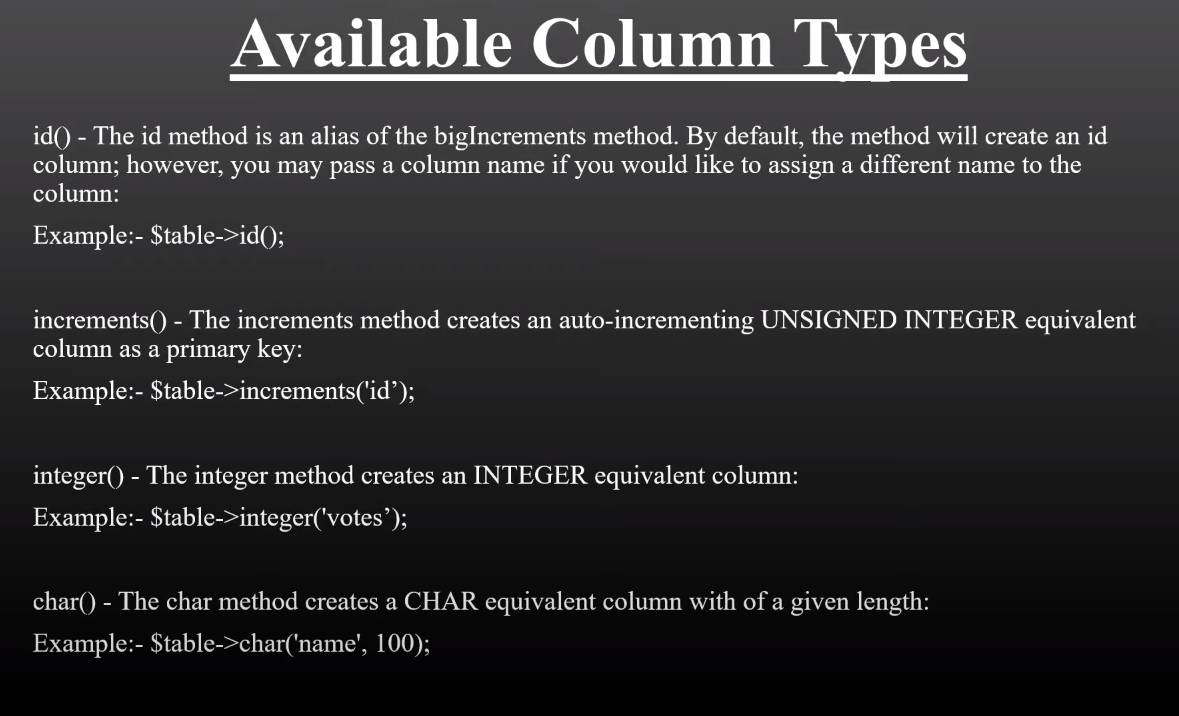 Available Column Types
id() - The id method is an alias of the bigIncrements method. By default, the method will create an id
column; however, you may pass a column name if you would like to assign a different name to the
column:
Example:- $table->id();
increments() - The increments method creates an auto-incrementing UNSIGNED INTEGER equivalent
column as a primary key:
Example:- $table->increments('id’);
integer() - The integer method creates an INTEGER equivalent column:
Example:- $table->integer('votes’);
char() - The char method creates a CHAR equivalent column with of a given length:
Example:- $table->char('name', 100);